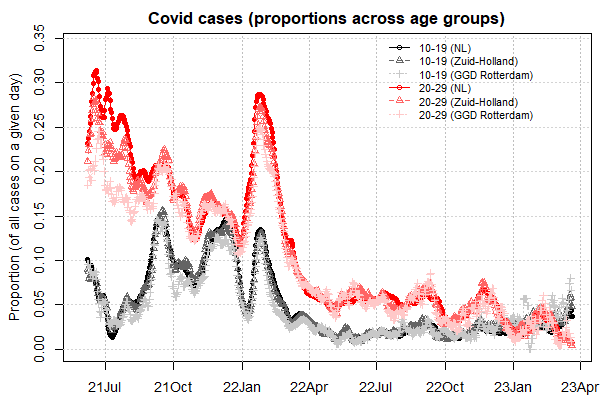 Covid cases (proportions across age groups)
Proportion (of all cases on a given day)
0.35
0.30
0.25
0.20
0.15
0.10
0.05
0.00
10-19 (NL)
10-19 (Zuid-Holland)
10-19 (GGD Rotterdam)
20-29 (NL)
20-29 (Zuid-Holland)
20-29 (GGD Rotterdam)
21Jul 21Oct 22Jan 22Apr 22Jul 22Oct 23Jan 23Apr